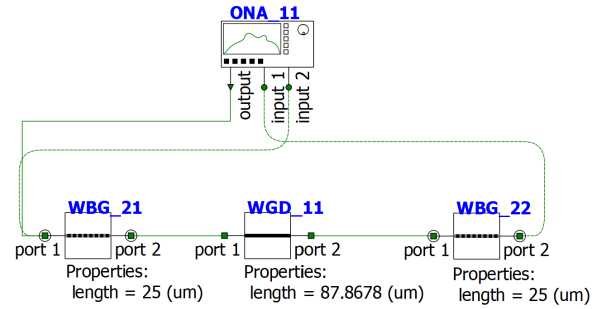 ONA_11
output
input 1
input 2
WBG_21
WGD_11
WBG_22
port 1
port 2
port 1
port 2
port 1
port 2
Properties:
length = 25 (um)
Properties:
length = 87.8678 (um)
Properties:
length = 25 (um)